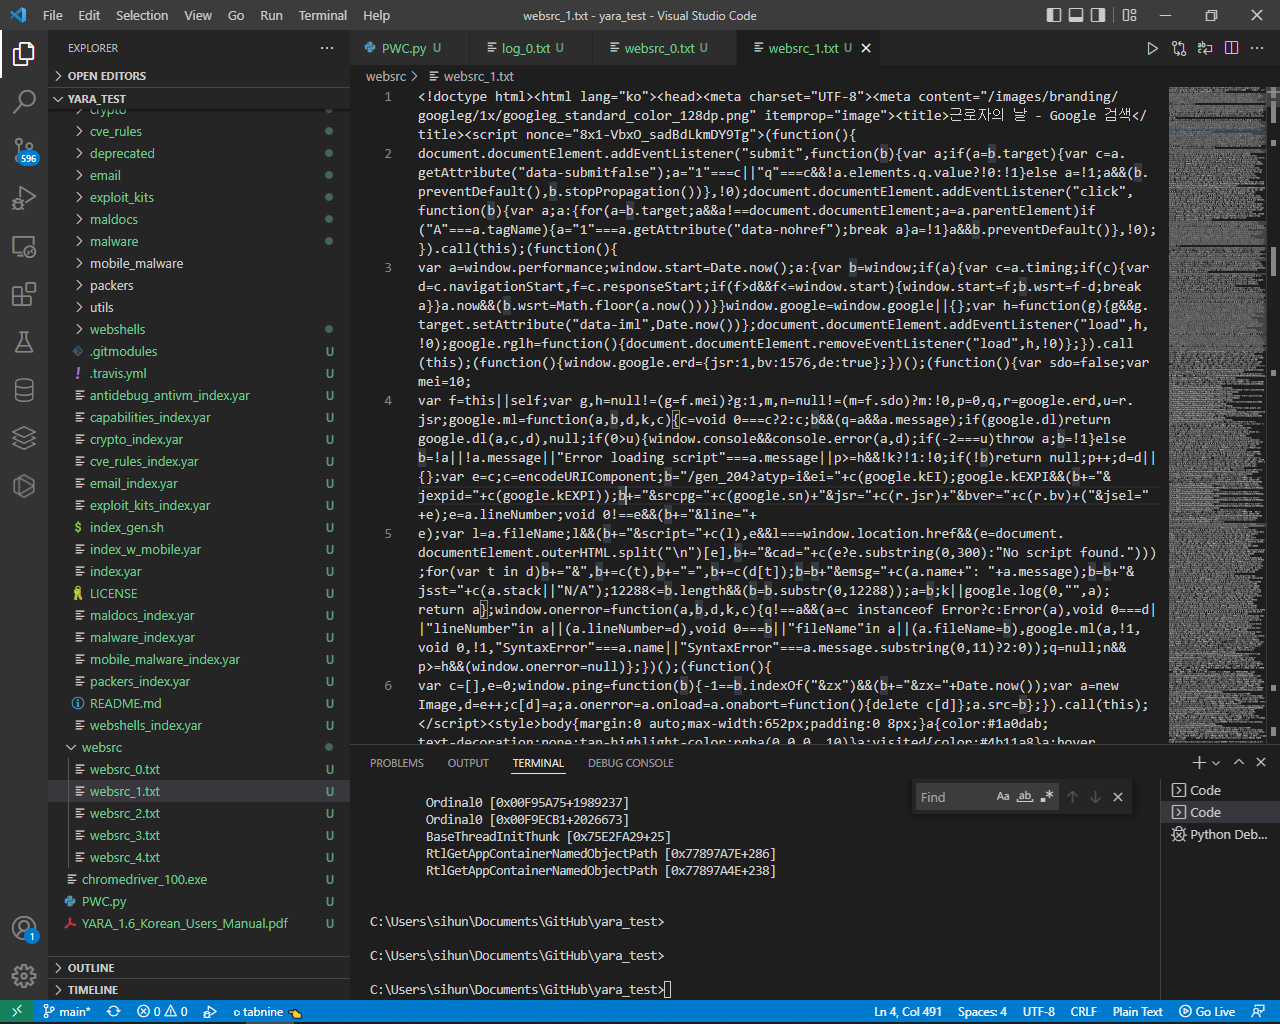 File Edit Selection View Go Run Terminal Help
websrc_1.txt - yara_test - Visual Studio Code
EXPLORER
OPEN EDITORS
YARA_TEST
crypto
cve_rules
deprecated
email
exploit_kits
maldocs
malware
mobile_malware
packers
utils
webshells
.gitmodules U
.travis.yml U
antidebug_antivm_index.yar U
capabilities_index.yar U
crypto_index.yar U
cve_rules_index.yar U
email_index.yar U
exploit_kits_index.yar U
index_gen.sh U
index_w_mobile.yar U
index.yar U
LICENSE U
maldocs_index.yar U
malware_index.yar U
mobile_malware_index.yar U
packers_index.yar U
README.md U
webshells_index.yar U
websrc
websrc_0.txt U
websrc_1.txt U
websrc_2.txt U
websrc_3.txt U
websrc_4.txt U
chromedriver_100.exe U
PWC.py U
YARA_1.6_Korean_Users_Manual.pdf U
OUTLINE
TIMELINE
596
1
PWC.py U log_0.txt U websrc_0.txt U websrc_1.txt U
websrc > websrc_1.txt
1 <!doctype html><html lang="ko"><head><meta charset="UTF-8"><meta content="/images/branding/
googleg/1x/googleg_standard_color_128dp.png" itemprop="image"><title>근로자의 날 - Google 검색</
title><script nonce="8x1-VbxO_sadBdLkmDY9Tg">(function(){
2 document.documentElement.addEventListener("submit",function(b){var a;if(a=b.target){var c=a.
getAttribute("data-submitfalse");a="1"===c||"q"===c&&!a.elements.q.value?!0:!1}else a=!1;a&&(b.
preventDefault(),b.stopPropagation())},!0);document.documentElement.addEventListener("click",
function(b){var a;a:{for(a=b.target;a&&a!==document.documentElement;a=a.parentElement)if
("A"===a.tagName){a="1"===a.getAttribute("data-nohref");break a}a=!1}a&&b.preventDefault()},!0);
}).call(this);(function(){
3 var a=window.performance;window.start=Date.now();a:{var b=window;if(a){var c=a.timing;if(c){var
d=c.navigationStart,f=c.responseStart;if(f>d&&f<=window.start){window.start=f;b.wsrt=f-d;break
a}}a.now&&(b.wsrt=Math.floor(a.now()))}}window.google=window.google||{};var h=function(g){g&&g.
target.setAttribute("data-iml",Date.now())};document.documentElement.addEventListener("load",h,
!0);google.rglh=function(){document.documentElement.removeEventListener("load",h,!0)};}).call
(this);(function(){window.google.erd={jsr:1,bv:1576,de:true};})();(function(){var sdo=false;var
mei=10;
4 var f=this||self;var g,h=null!=(g=f.mei)?g:1,m,n=null!=(m=f.sdo)?m:!0,p=0,q,r=google.erd,u=r.
jsr;google.ml=function(a,b,d,k,c){c=void 0===c?2:c;b&&(q=a&&a.message);if(google.dl)return
google.dl(a,c,d),null;if(0>u){window.console&&console.error(a,d);if(-2===u)throw a;b=!1}else
b=!a||!a.message||"Error loading script"===a.message||p>=h&&!k?!1:!0;if(!b)return null;p++;d=d||
{};var e=c;c=encodeURIComponent;b="/gen_204?atyp=i&ei="+c(google.kEI);google.kEXPI&&(b+="&
jexpid="+c(google.kEXPI));b+="&srcpg="+c(google.sn)+"&jsr="+c(r.jsr)+"&bver="+c(r.bv)+("&jsel="
+e);e=a.lineNumber;void 0!==e&&(b+="&line="+
5 e);var l=a.fileName;l&&(b+="&script="+c(l),e&&l===window.location.href&&(e=document.
documentElement.outerHTML.split("\n")[e],b+="&cad="+c(e?e.substring(0,300):"No script found.")))
;for(var t in d)b+="&",b+=c(t),b+="=",b+=c(d[t]);b=b+"&emsg="+c(a.name+": "+a.message);b=b+"&
jsst="+c(a.stack||"N/A");12288<=b.length&&(b=b.substr(0,12288));a=b;k||google.log(0,"",a);
return a};window.onerror=function(a,b,d,k,c){q!==a&&(a=c instanceof Error?c:Error(a),void 0===d|
|"lineNumber"in a||(a.lineNumber=d),void 0===b||"fileName"in a||(a.fileName=b),google.ml(a,!1,
void 0,!1,"SyntaxError"===a.name||"SyntaxError"===a.message.substring(0,11)?2:0));q=null;n&&
p>=h&&(window.onerror=null)};})();(function(){
6 var c=[],e=0;window.ping=function(b){-1==b.indexOf("&zx")&&(b+="&zx="+Date.now());var a=new
Image,d=e++;c[d]=a;a.onerror=a.onload=a.onabort=function(){delete c[d]};a.src=b};}).call(this);
</script><style>body{margin:0 auto;max-width:652px;padding:0 8px;}a{color:#1a0dab;
text-decoration:none;tap-highlight-color:rgba(0,0,0,.10)}a:visited{color:#4b11a8}a:hover
PROBLEMS OUTPUT TERMINAL DEBUG CONSOLE
Find Aa ab .*
Ordinal0 [0x00F95A75+1989237]
Ordinal0 [0x00F9ECB1+2026673]
BaseThreadInitThunk [0x75E2FA29+25]
RtlGetAppContainerNamedObjectPath [0x77897A7E+286]
RtlGetAppContainerNamedObjectPath [0x77897A4E+238]
C:\Users\sihun\Documents\GitHub\yara_test>
C:\Users\sihun\Documents\GitHub\yara_test>
C:\Users\sihun\Documents\GitHub\yara_test>
Code
Code
Python Deb...
main* 0 0 tabnine Ln 4, Col 491 Spaces: 4 UTF-8 CRLF Plain Text Go Live